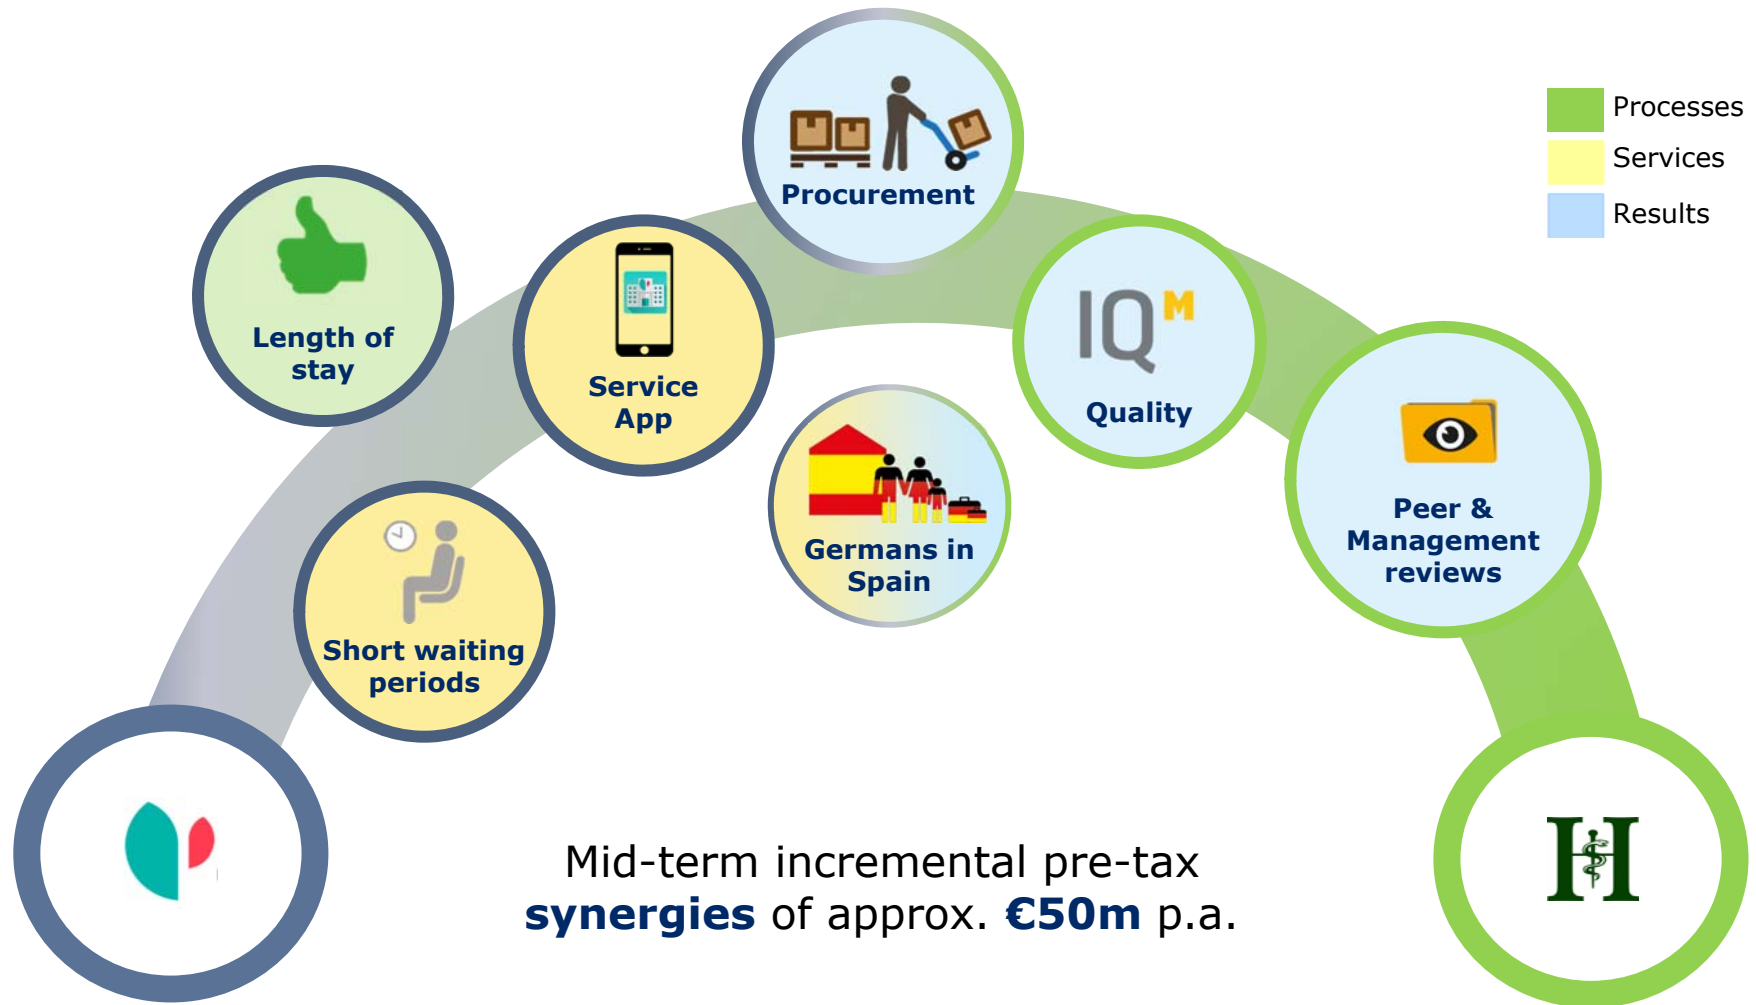 Processes
Services
Results
Procurement
Length of
stay
Service
App
IQM
Quality
Germans in
Spain
Peer &
Management
reviews
Short waiting
periods
H
Mid-term incremental pre-tax
synergies of approx. €50m p.a.